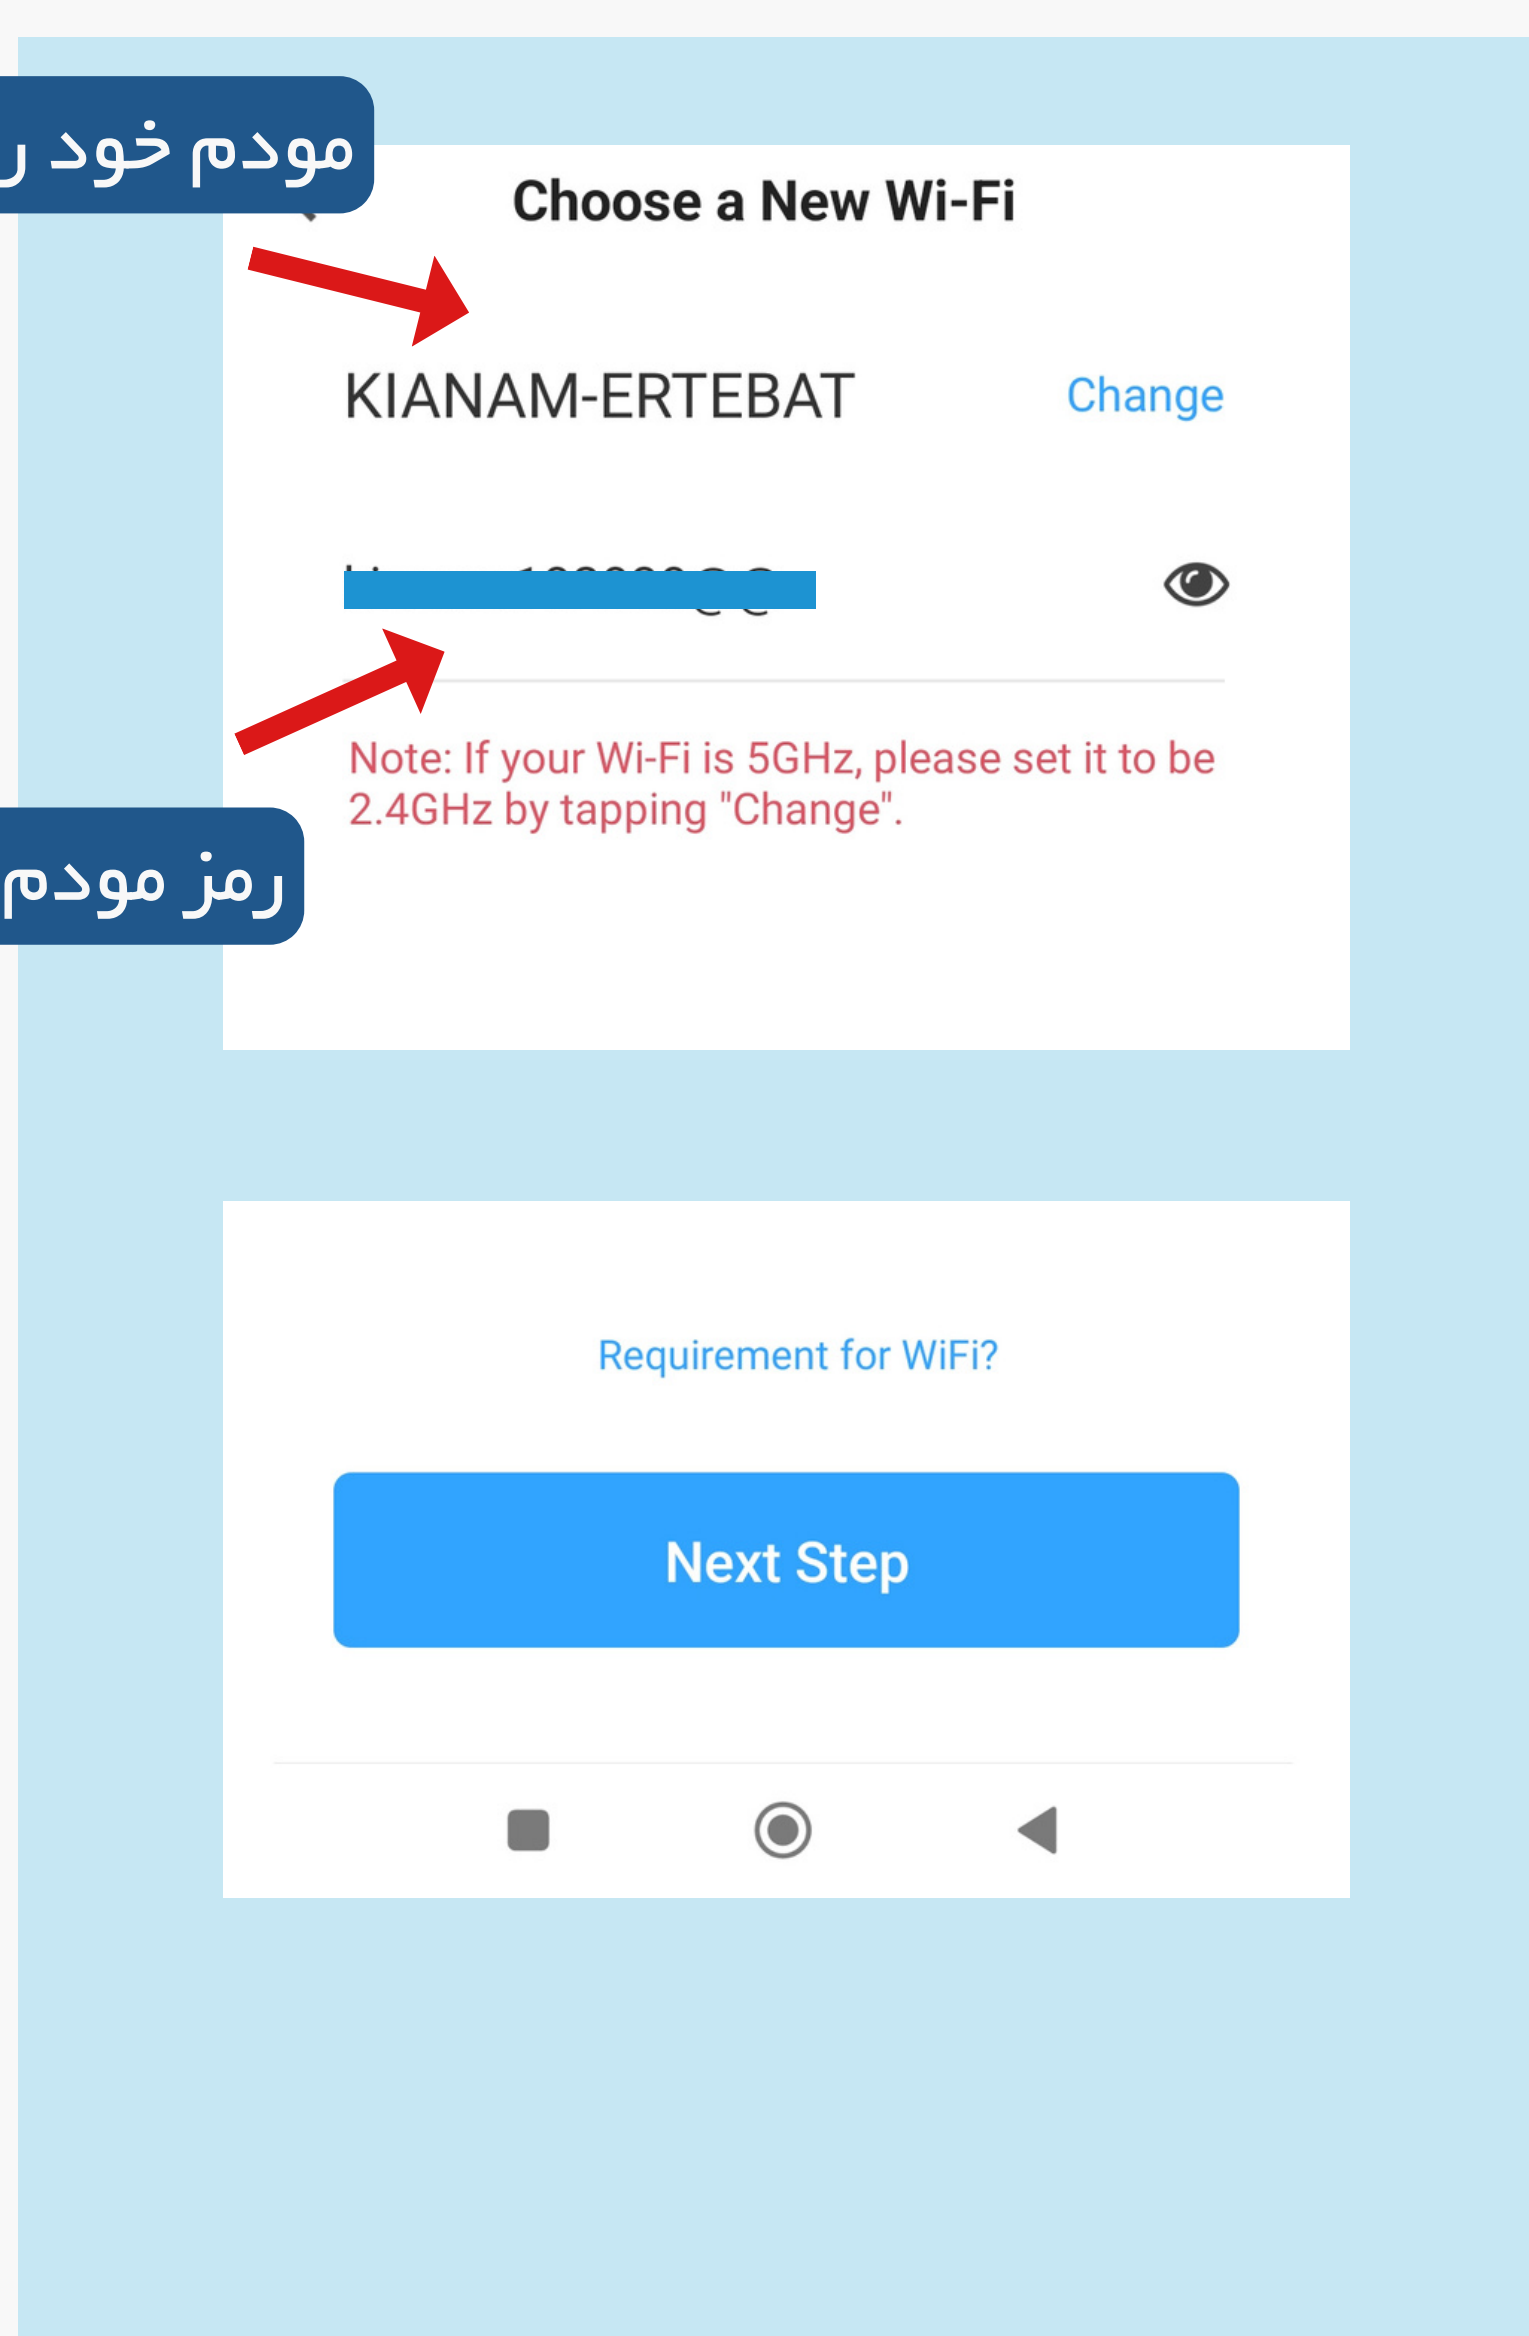 مودم خود ر
Choose a New Wi-Fi
KIANAM-ERTEBAT
Change
Note: If your Wi-Fi is 5GHz, please set it to be
2.4GHz by tapping "Change".
رمز مودم
Requirement for WiFi?
Next Step